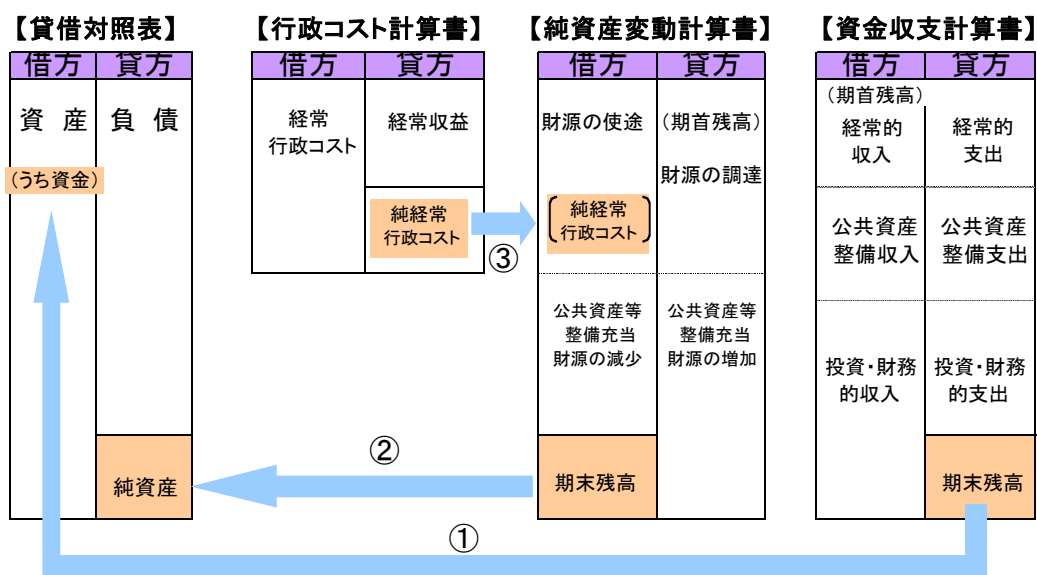 【貸借対照表】
借方 貸方
資 産
負 債
(うち資金)
純資産
【行政コスト計算書】
借方 貸方
経常
行政コスト
経常収益
純経常
行政コスト
③
【純資産変動計算書】
借方 貸方
財源の使途
(期首残高)
財源の調達
純経常
行政コスト
公共資産等
整備充当
財源の減少
公共資産等
整備充当
財源の増加
期末残高
②
【資金収支計算書】
借方 貸方
(期首残高)
経常的
収入
経常的
支出
公共資産
整備収入
公共資産
整備支出
投資・財務
的収入
投資・財務
的支出
期末残高
①